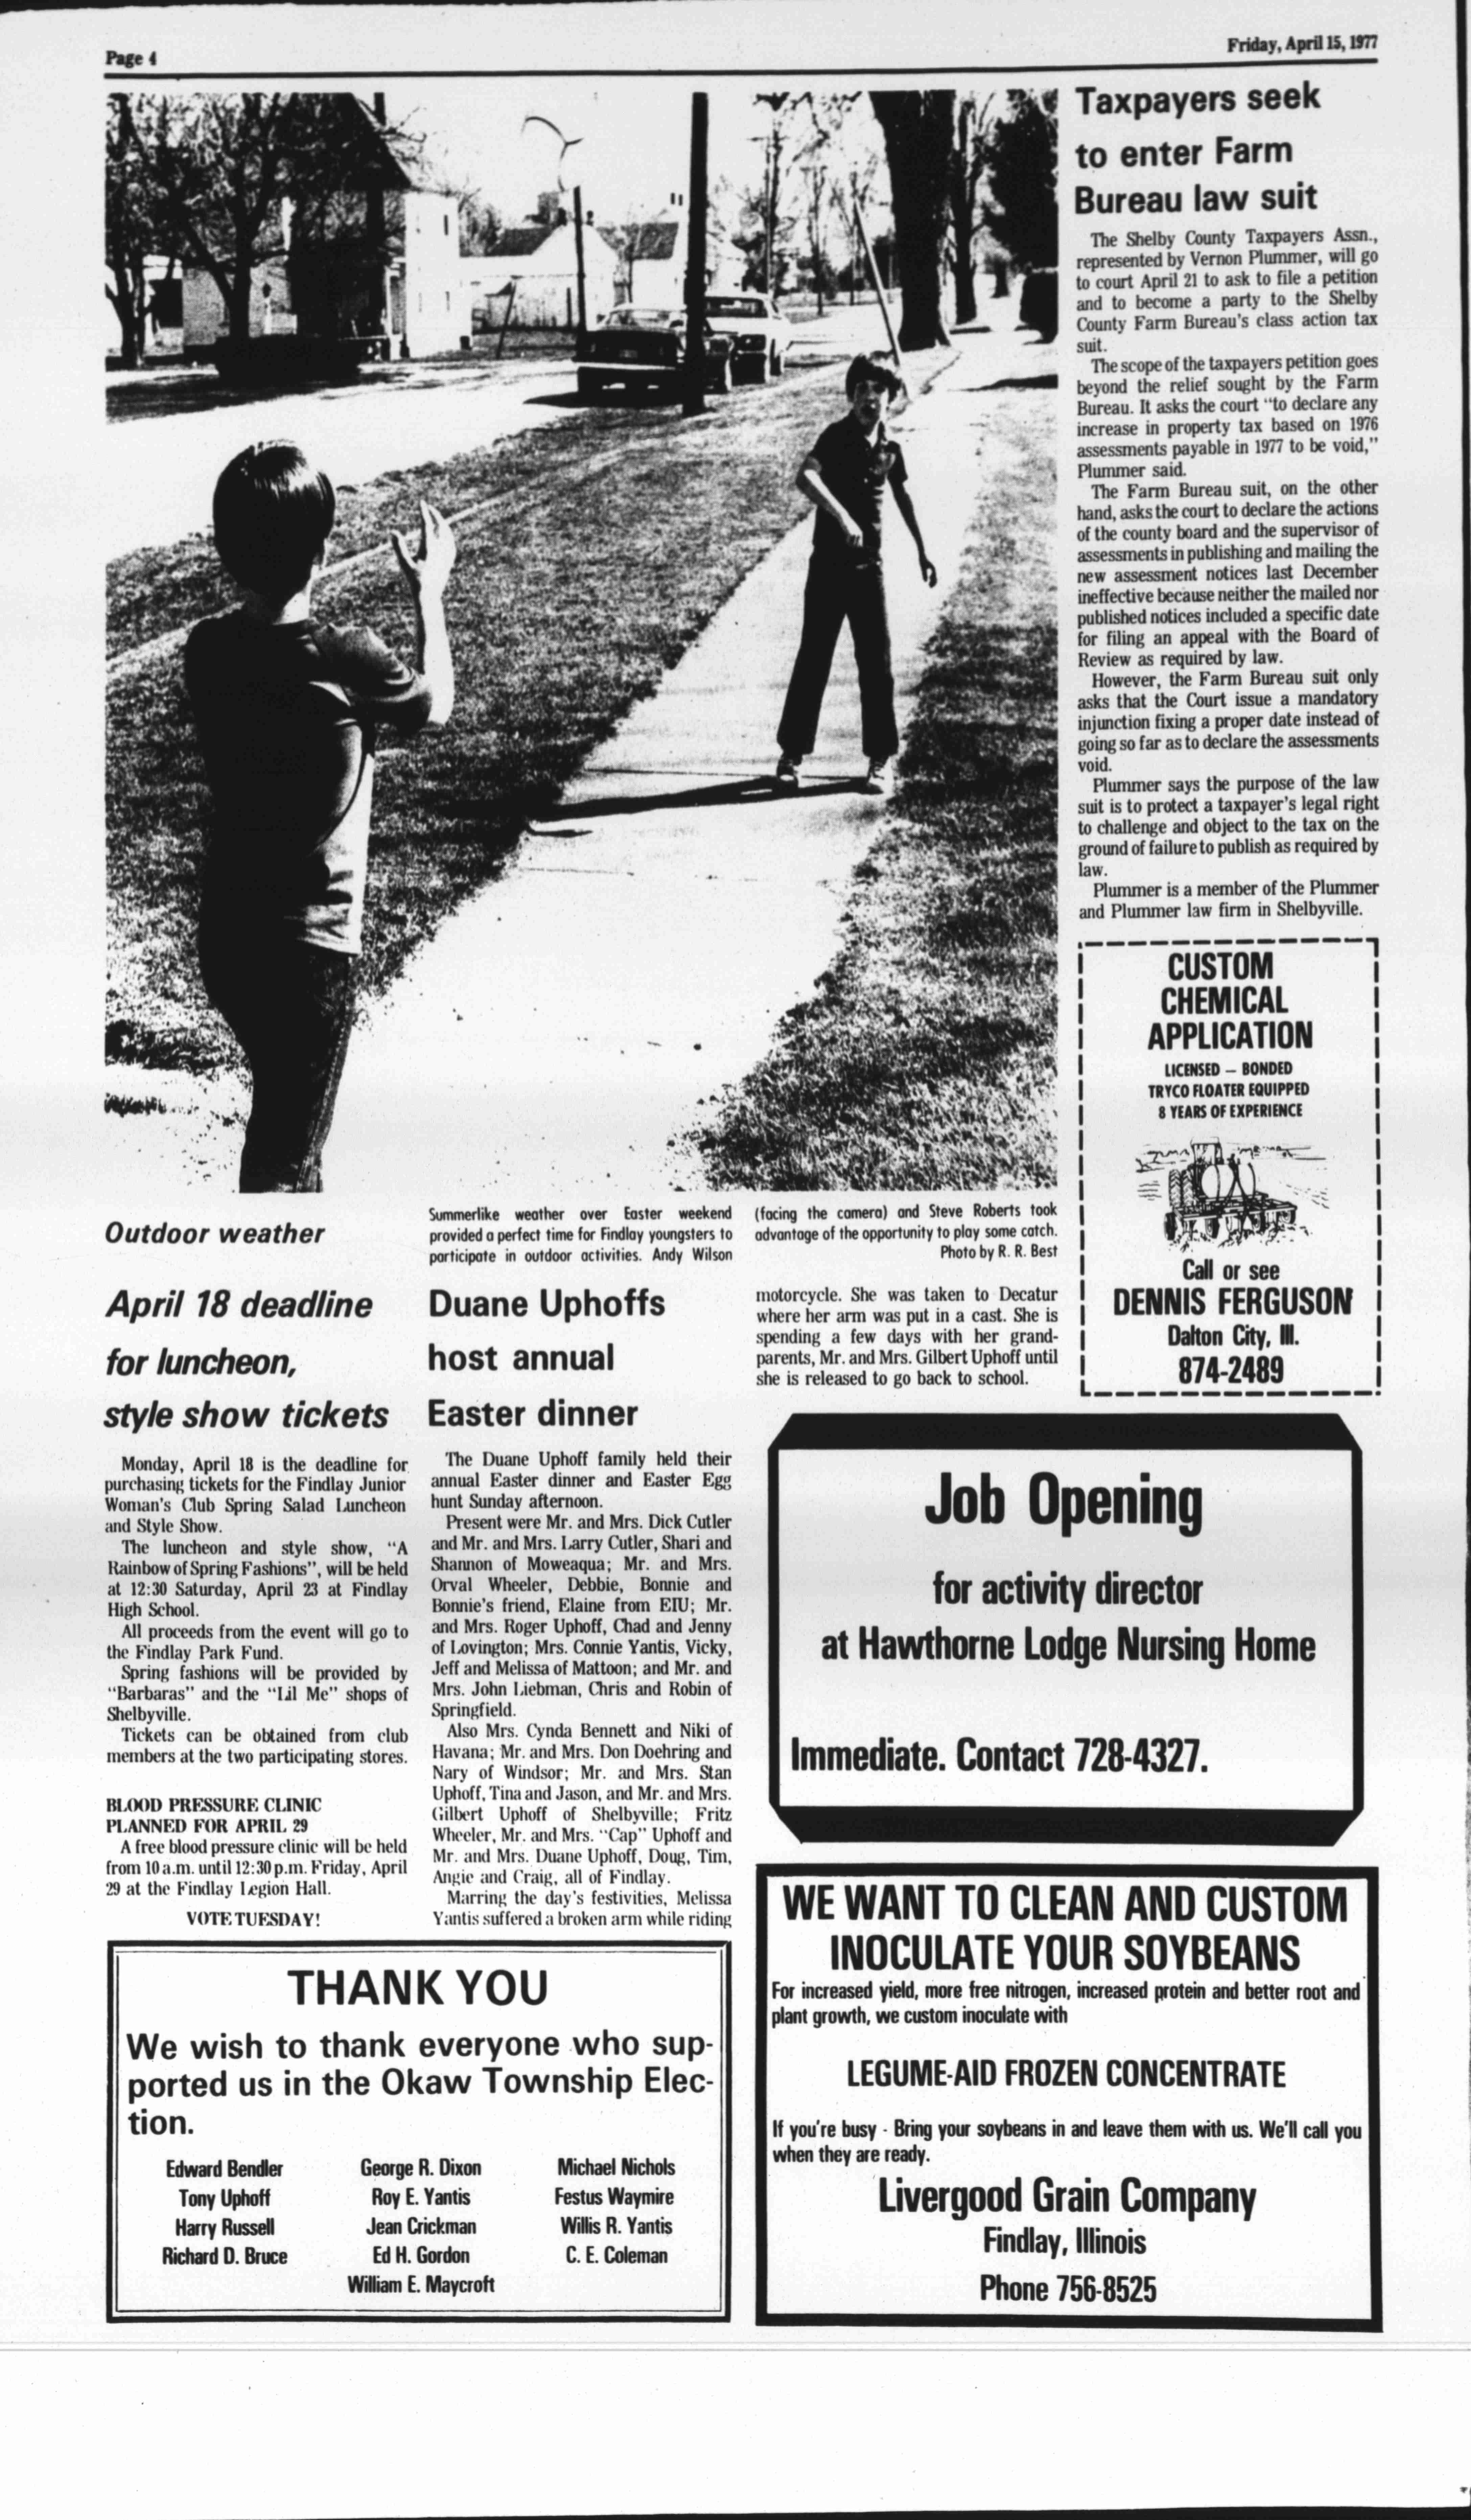 Page 4
Friday, April 15, 1977
Taxpayers seek
to enter Farm
Bureau law suit
The Shelby County Taxpayers Assn.,
represented by Vernon Plummer, will go
to court April 21 to ask to file a petition
and to become a party to the Shelby
County Farm Bureau's class action tax
suit.
The scope of the taxpayers petition goes
beyond the relief sought by the Farm
Bureau. It asks the court "to declare any
increase in property tax based on 1976
assessments payable in 1977 to be void,"
Plummer said.
The Farm Bureau suit, on the other
hand, asks the court to declare the actions
of the county board and the supervisor of
assessments in publishing and mailing the
new assessment notices last December
ineffective because neither the mailed nor
published notices included a specific date
for filing an appeal with the Board of
Review as required by law.
However, the Farm Bureau suit only
asks that the Court issue a mandatory
injunction fixing a proper date instead of
going so far as to declare the assessments
void.
Plummer says the purpose of the law
suit is to protect a taxpayer's legal right
to challenge and object to the tax on the
ground of failure to publish as required by
law.
Plummer is a member of the Plummer
and Plummer law firm in Shelbyville.
CUSTOM
CHEMICAL
APPLICATION
LICENSED – BONDED
TRYCO FLOATER EQUIPPED
8 YEARS OF EXPERIENCE
Call or see
DENNIS FERGUSON
Dalton City, Ill.
874-2489
Outdoor weather
Summerlike weather over Easter weekend
provided a perfect time for Findlay youngsters to
participate in outdoor activities. Andy Wilson
(facing the camera) and Steve Roberts took
advantage of the opportunity to play some catch.
Photo by R. R. Best
April 18 deadline
for luncheon,
style show tickets
Monday, April 18 is the deadline for
purchasing tickets for the Findlay Junior
Woman's Club Spring Salad Luncheon
and Style Show.
The luncheon and style show, "A
Rainbow of Spring Fashions", will be held
at 12:30 Saturday, April 23 at Findlay
High School.
All proceeds from the event will go to
the Findlay Park Fund.
Spring fashions will be provided by
"Barbaras" and the "Lil Me" shops of
Shelbyville.
Tickets can be obtained from club
members at the two participating stores.
BLOOD PRESSURE CLINIC
PLANNED FOR APRIL 29
A free blood pressure clinic will be held
from 10 a.m. until 12:30 p.m. Friday, April
29 at the Findlay Legion Hall.
VOTE TUESDAY!
Duane Uphoffs
host annual
Easter dinner
The Duane Uphoff family held their
annual Easter dinner and Easter Egg
hunt Sunday afternoon.
Present were Mr. and Mrs. Dick Cutler
and Mr. and Mrs. Larry Cutler, Shari and
Shannon of Moweaqua; Mr. and Mrs.
Orval Wheeler, Debbie, Bonnie and
Bonnie's friend, Elaine from EIU; Mr.
and Mrs. Roger Uphoff, Chad and Jenny
of Lovington; Mrs. Connie Yantis, Vicky,
Jeff and Melissa of Mattoon; and Mr. and
Mrs. John Liebman, Chris and Robin of
Springfield.
Also Mrs. Cynda Bennett and Niki of
Havana; Mr. and Mrs. Don Doehring and
Nary of Windsor; Mr. and Mrs. Stan
Uphoff, Tina and Jason, and Mr. and Mrs.
Gilbert Uphoff of Shelbyville; Fritz
Wheeler, Mr. and Mrs. "Cap" Uphoff and
Mr. and Mrs. Duane Uphoff, Doug, Tim,
Angie and Craig, all of Findlay.
Marring the day's festivities, Melissa
Yantis suffered a broken arm while riding
motorcycle. She was taken to Decatur
where her arm was put in a cast. She is
spending a few days with her grand-
parents, Mr. and Mrs. Gilbert Uphoff until
she is released to go back to school.
Job Opening
for activity director
at Hawthorne Lodge Nursing Home
Immediate. Contact 728-4327.
THANK YOU
We wish to thank everyone who sup-
ported us in the Okaw Township Elec-
tion.
Edward Bendler George R. Dixon Michael Nichols
Tony Uphoff Roy E. Yantis Festus Waymire
Harry Russell Jean Crickman Willis R. Yantis
Richard D. Bruce Ed H. Gordon C. E. Coleman
William E. Maycroft
WE WANT TO CLEAN AND CUSTOM
INOCULATE YOUR SOYBEANS
For increased yield, more free nitrogen, increased protein and better root and
plant growth, we custom inoculate with
LEGUME-AID FROZEN CONCENTRATE
If you're busy - Bring your soybeans in and leave them with us. We'll call you
when they are ready.
Livergood Grain Company
Findlay, Illinois
Phone 756-8525